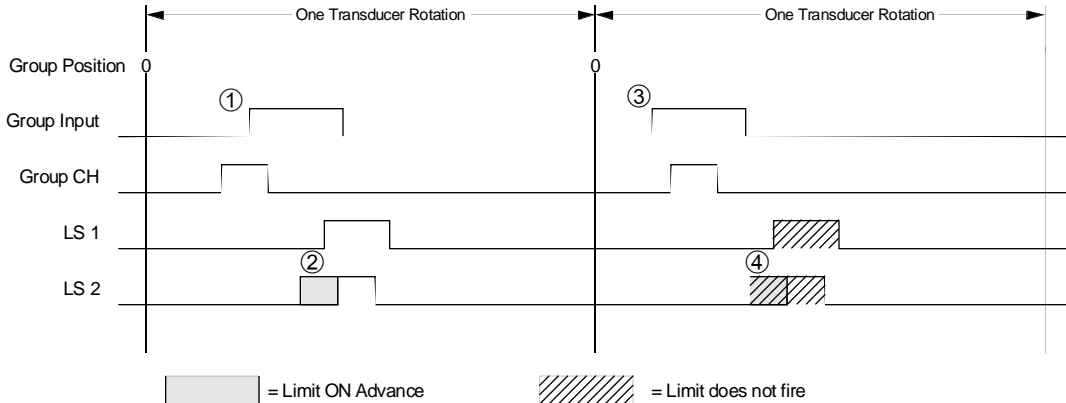 One Transducer Rotation One Transducer Rotation
Group Position 0 0
① ③
Group Input
Group CH
LS 1
② ④
LS 2
= Limit ON Advance = Limit does not fire